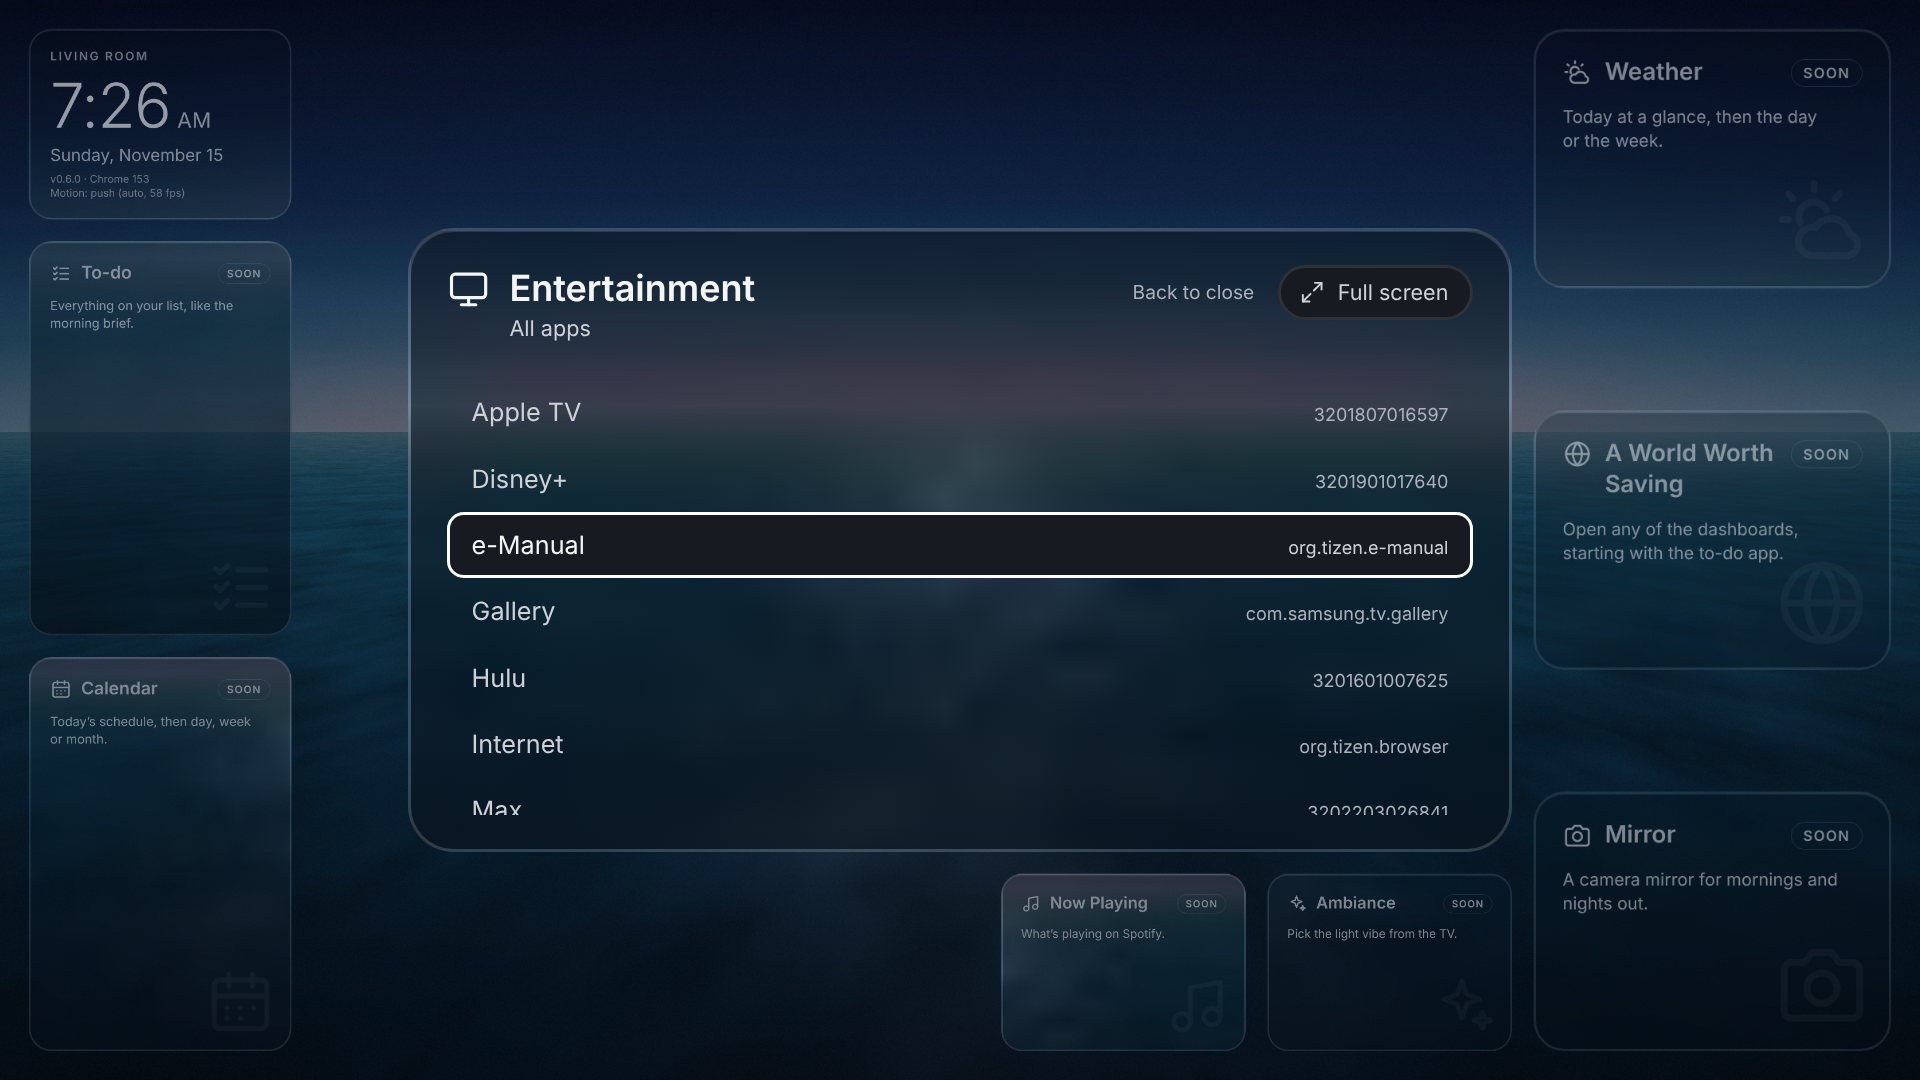 LIVING ROOM
7:26 AM
Sunday, November 15
v0.6.0 · Chrome 153
Motion: push (auto, 58 fps)
To-do SOON
Everything on your list, like the
morning brief.
Calendar SOON
Today's schedule, then day, week
or month.
Entertainment
All apps
Back to close
Full screen
Apple TV 3201807016597
Disney+ 3201901017640
e-Manual org.tizen.e-manual
Gallery com.samsung.tv.gallery
Hulu 3201601007625
Internet org.tizen.browser
Max 3202203026841
Now Playing SOON
What's playing on Spotify.
Ambiance SOON
Pick the light vibe from the TV.
Weather SOON
Today at a glance, then the day
or the week.
A World Worth SOON
Saving
Open any of the dashboards,
starting with the to-do app.
Mirror SOON
A camera mirror for mornings and
nights out.